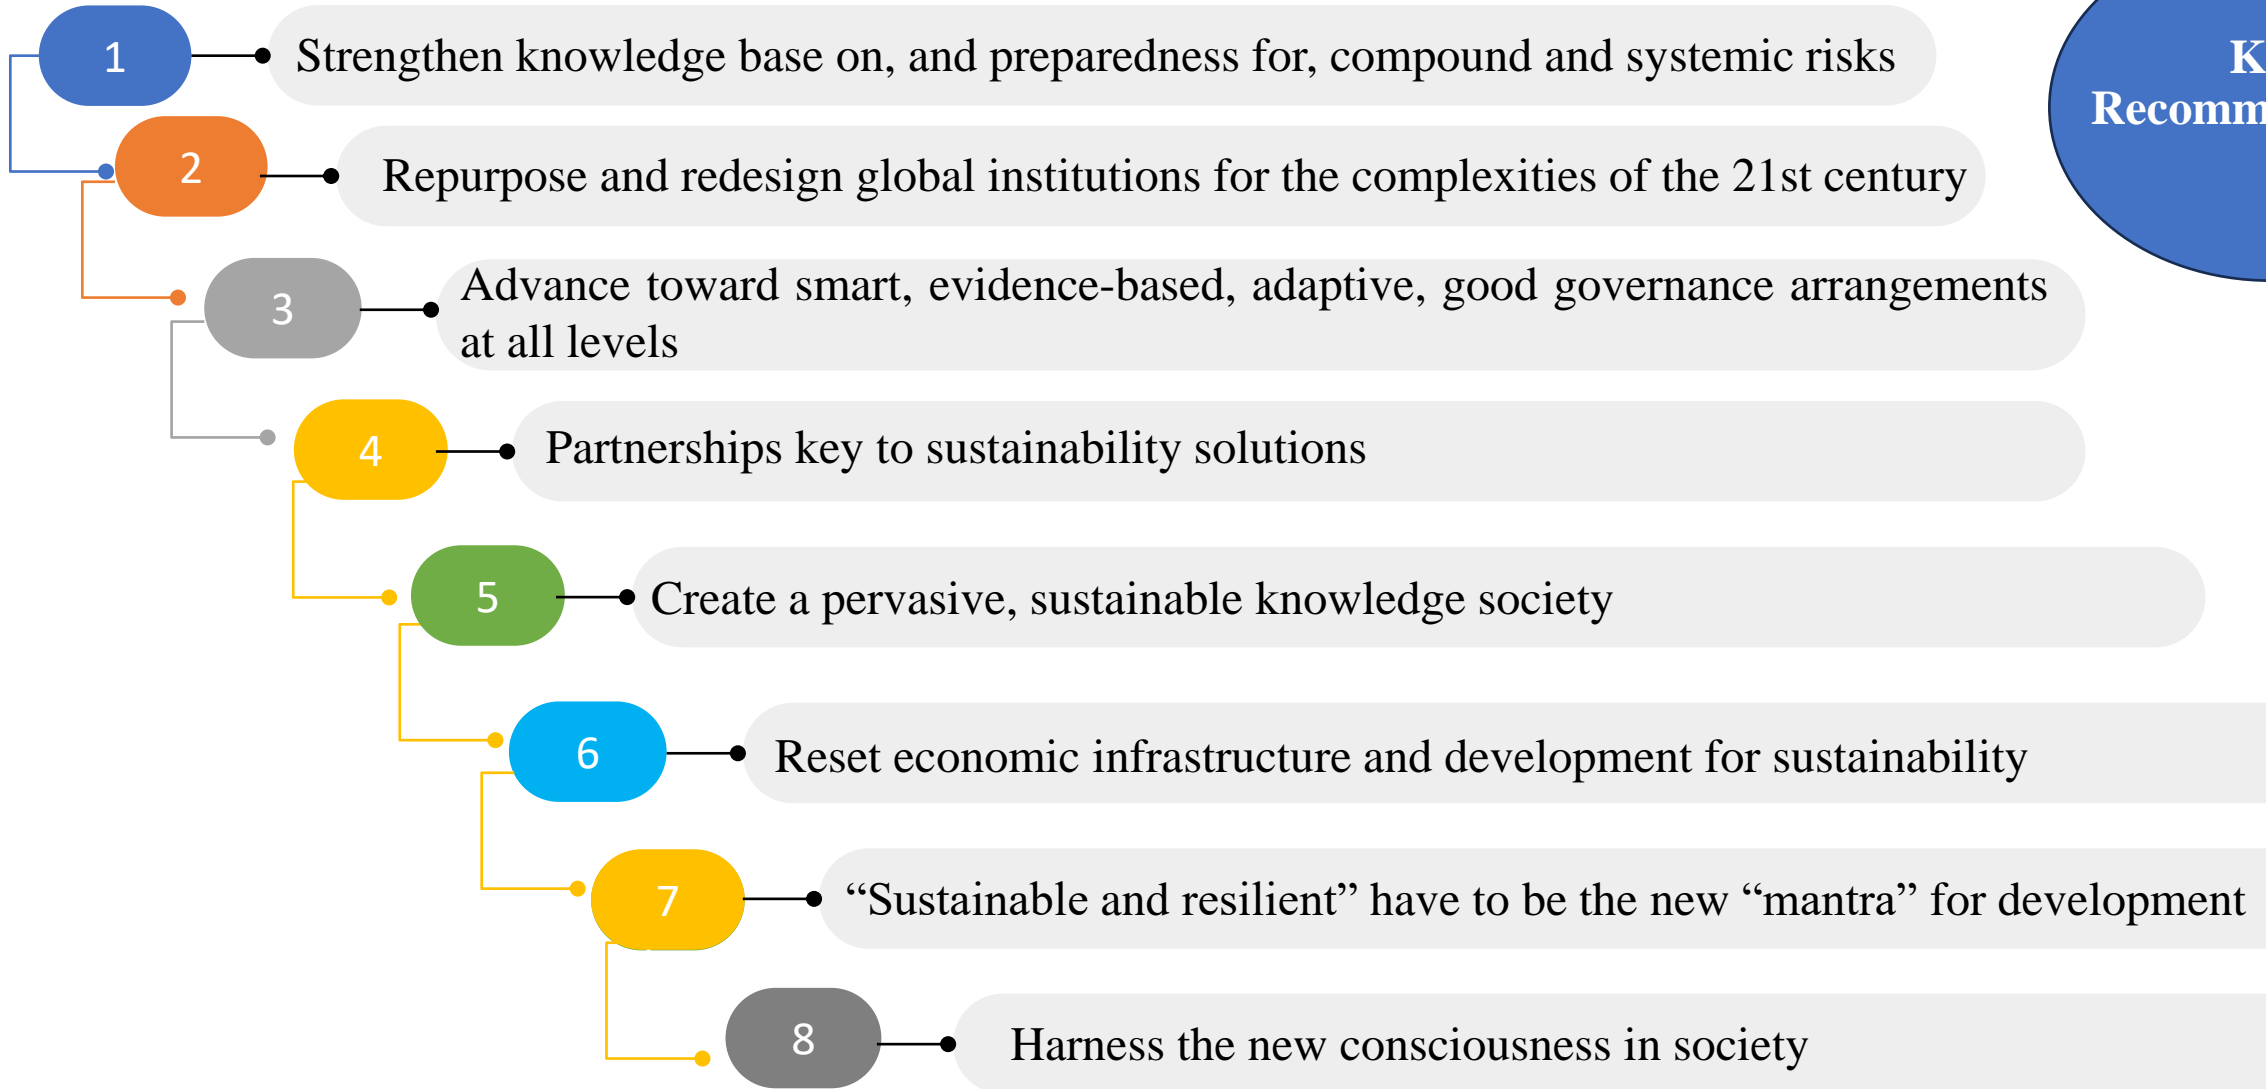 1
Strengthen knowledge base on, and preparedness for, compound and systemic risks
K
Recomm
2
Repurpose and redesign global institutions for the complexities of the 21st century
3
Advance toward smart, evidence-based, adaptive, good governance arrangements
at all levels
4
Partnerships key to sustainability solutions
5
Create a pervasive, sustainable knowledge society
6
Reset economic infrastructure and development for sustainability
7
“Sustainable and resilient” have to be the new “mantra” for development
8
Harness the new consciousness in society